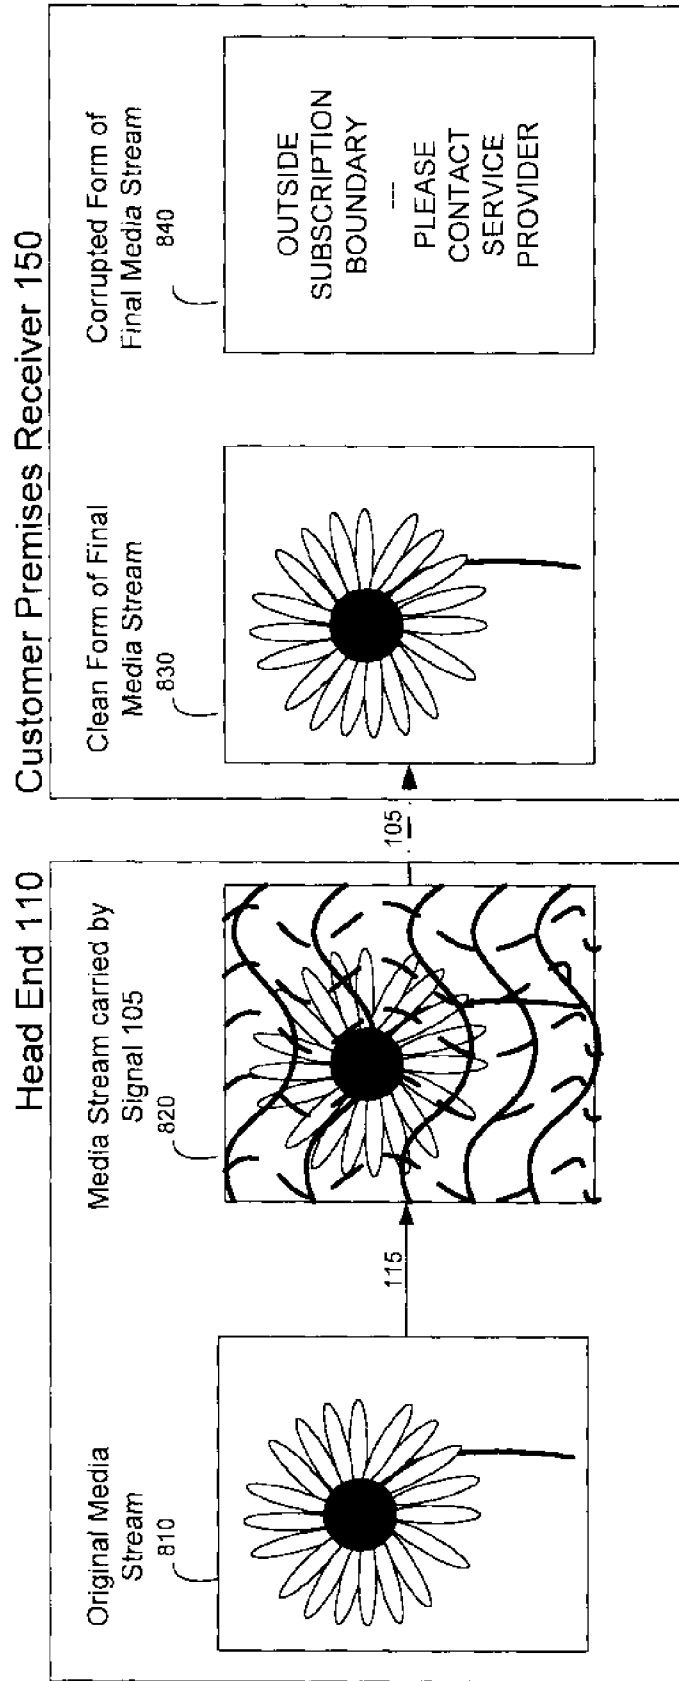 Head End 110
Original Media
Stream
810
115
Media Stream carried by
Signal 105
820
105
Customer Premises Receiver 150
Clean Form of Final
Media Stream
830
Corrupted Form of
Final Media Stream
840
OUTSIDE
SUBSCRIPTION
BOUNDARY
---
PLEASE
CONTACT
SERVICE
PROVIDER